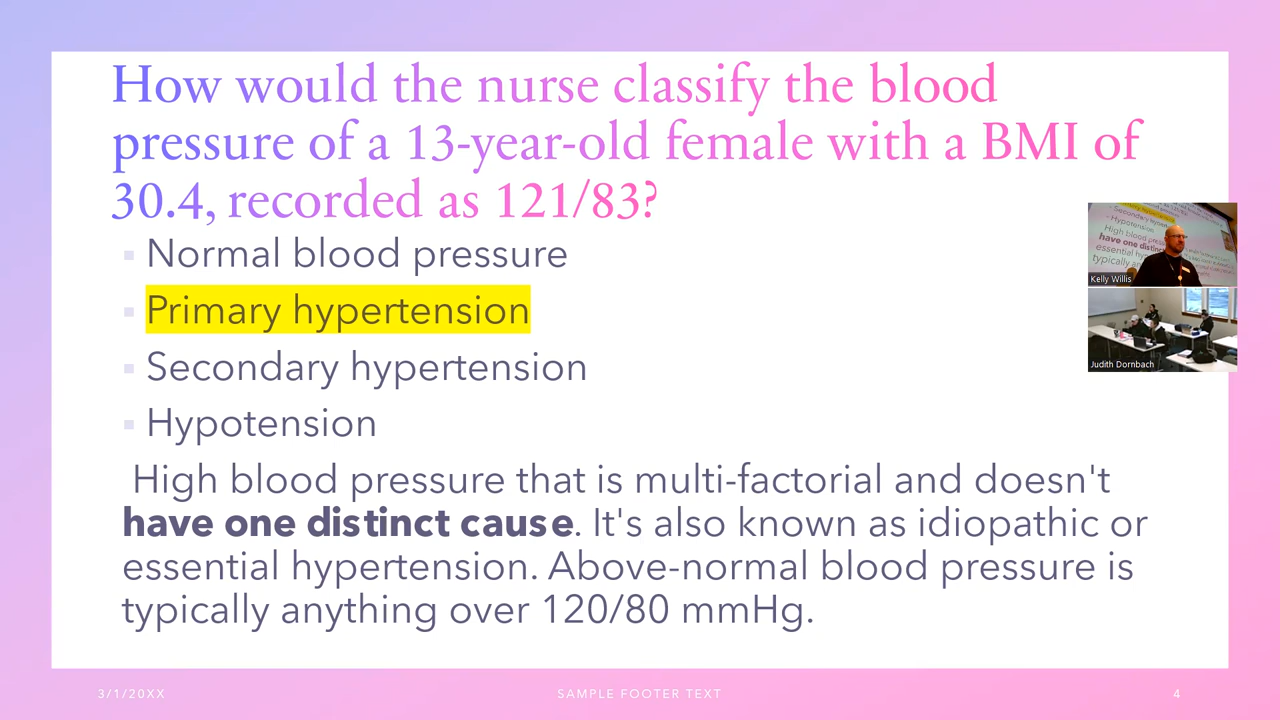 How would the nurse classify the blood
pressure of a 13-year-old female with a BMI of
30.4, recorded as 121/83?
Normal blood pressure
Primary hypertension
Secondary hypertension
Hypotension
High blood pressure that is multi-factorial and doesn't
have one distinct cause. It's also known as idiopathic or
essential hypertension. Above-normal blood pressure is
typically anything over 120/80 mmHg.
Kelly Willis
Judith Dornbach
3/1/20XX
SAMPLE FOOTER TEXT
4